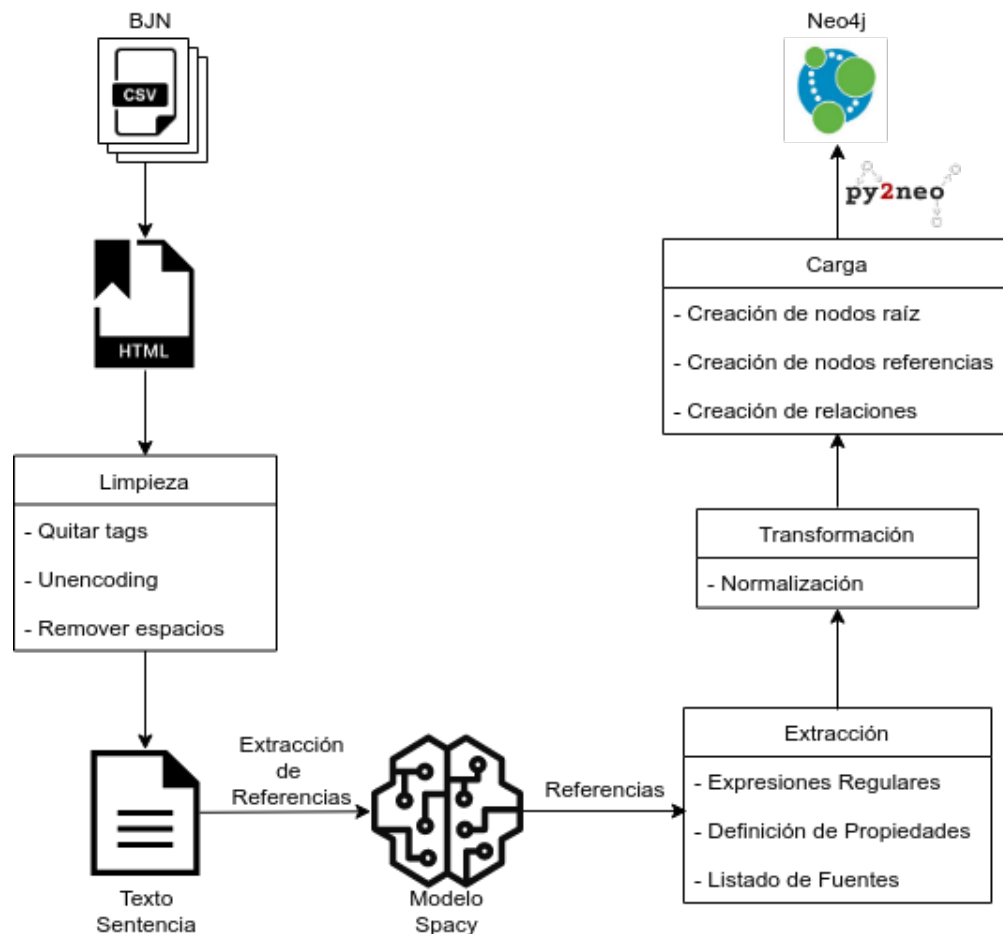 BJN
CSV
HTML
Limpieza
- Quitar tags
- Unencoding
- Remover espacios
Texto
Sentencia
Extracción
de
Referencias
Modelo
Spacy
Referencias
Extracción
- Expresiones Regulares
- Definición de Propiedades
- Listado de Fuentes
Transformación
- Normalización
Carga
- Creación de nodos raíz
- Creación de nodos referencias
- Creación de relaciones
py2neo
Neo4j